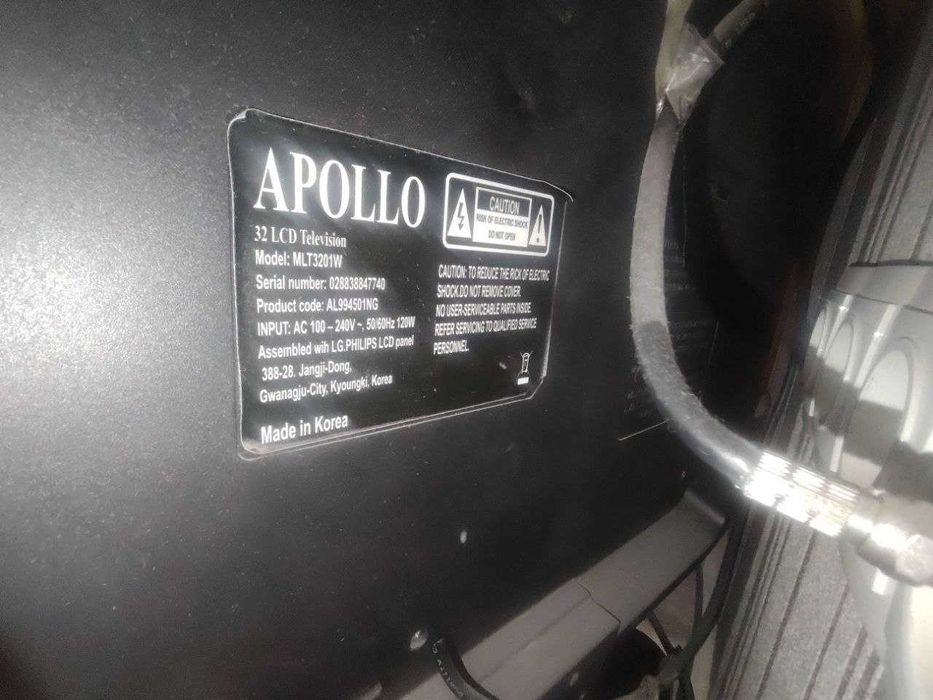 APOLLO
32 LCD Television
Model: MLT3201W
Serial number: 028838847740
Product code: AL994501NG
INPUT: AC 100 – 240V ~, 50/60Hz 120W
Assembled wih LG.PHILIPS LCD panel
388-28. Jangji-Dong,
Gwanagju-City, Kyoungki, Korea
Made in Korea
CAUTION
RISK OF ELECTRIC SHOCK
DO NOT OPEN
CAUTION: TO REDUCE THE RICK OF ELECTRIC
SHOCK.DO NOT REMOVE COVER.
NO USER-SERVICEABLE PARTS INSIDE.
REFER SERVICING TO QUALIFIED SERVICE
PERSONNEL.